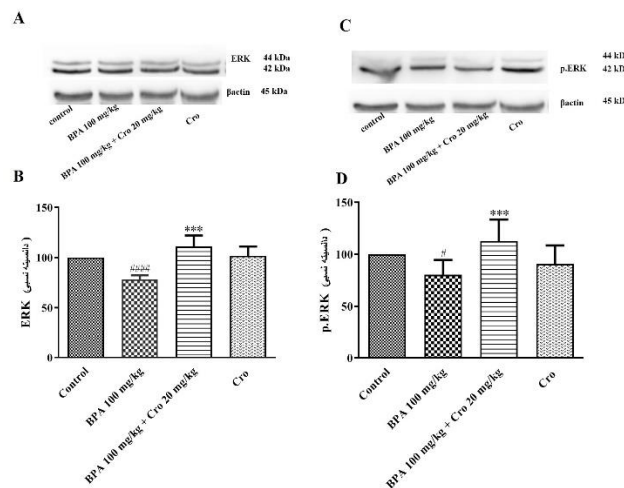 A
ERK 44 kDa
42 kDa
βactin 45 kDa
control
BPA 100 mg/kg
BPA 100 mg/kg + Cro 20 mg/kg
Cro
C
44 kDa
p.ERK 42 kDa
βactin 45 kDa
control
BPA 100 mg/kg
BPA 100 mg/kg + Cro 20 mg/kg
Cro
B
ERK (دانسیته نسبی)
150
100
50
0
####
***
Control
BPA 100 mg/kg
BPA 100 mg/kg + Cro 20 mg/kg
Cro
D
p.ERK (دانسیته نسبی)
150
100
50
0
#
***
Control
BPA 100 mg/kg
BPA 100 mg/kg + Cro 20 mg/kg
Cro